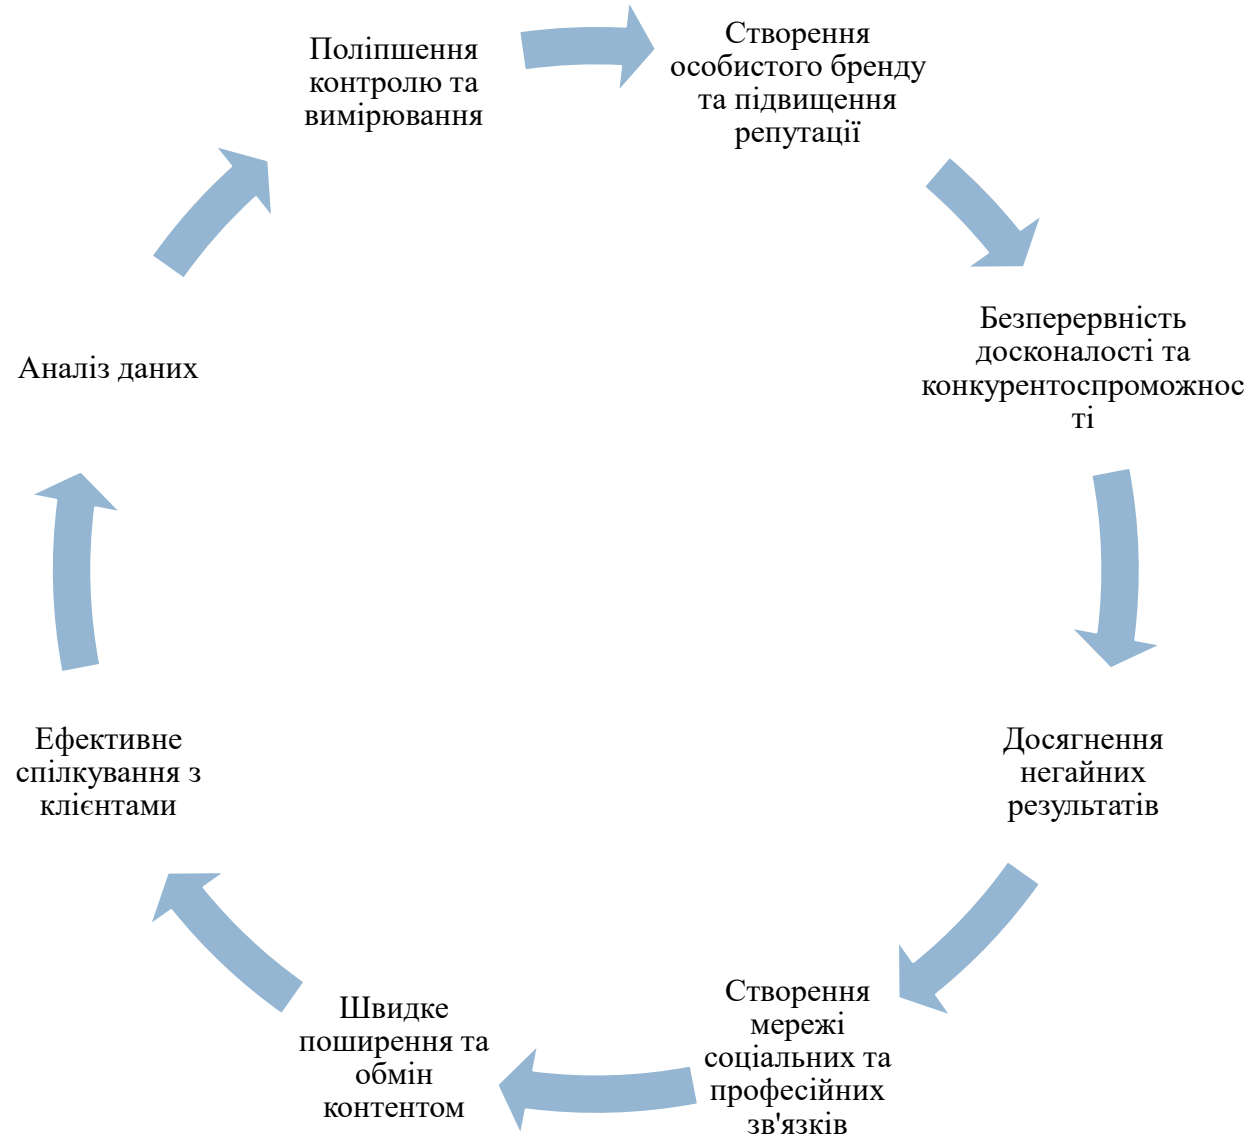 Поліпшення
контролю та
вимірювання
Створення
особистого бренду
та підвищення
репутації
Безперервність
досконалості та
конкурентоспроможнос
ті
Досягнення
негайних
результатів
Створення
мережі
соціальних та
професійних
зв'язків
Швидке
поширення та
обмін
контентом
Ефективне
спілкування з
клієнтами
Аналіз даних